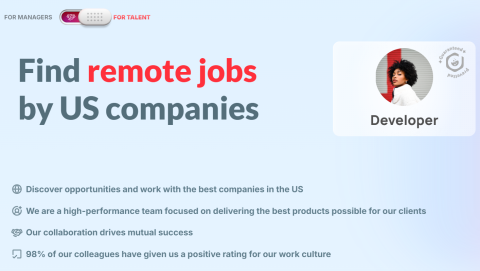 FOR MANAGERS
FOR TALENT
Find remote jobs
by US companies
Developer
Discover opportunities and work with the best companies in the US
We are a high-performance team focused on delivering the best products possible for our clients
Our collaboration drives mutual success
98% of our colleagues have given us a positive rating for our work culture